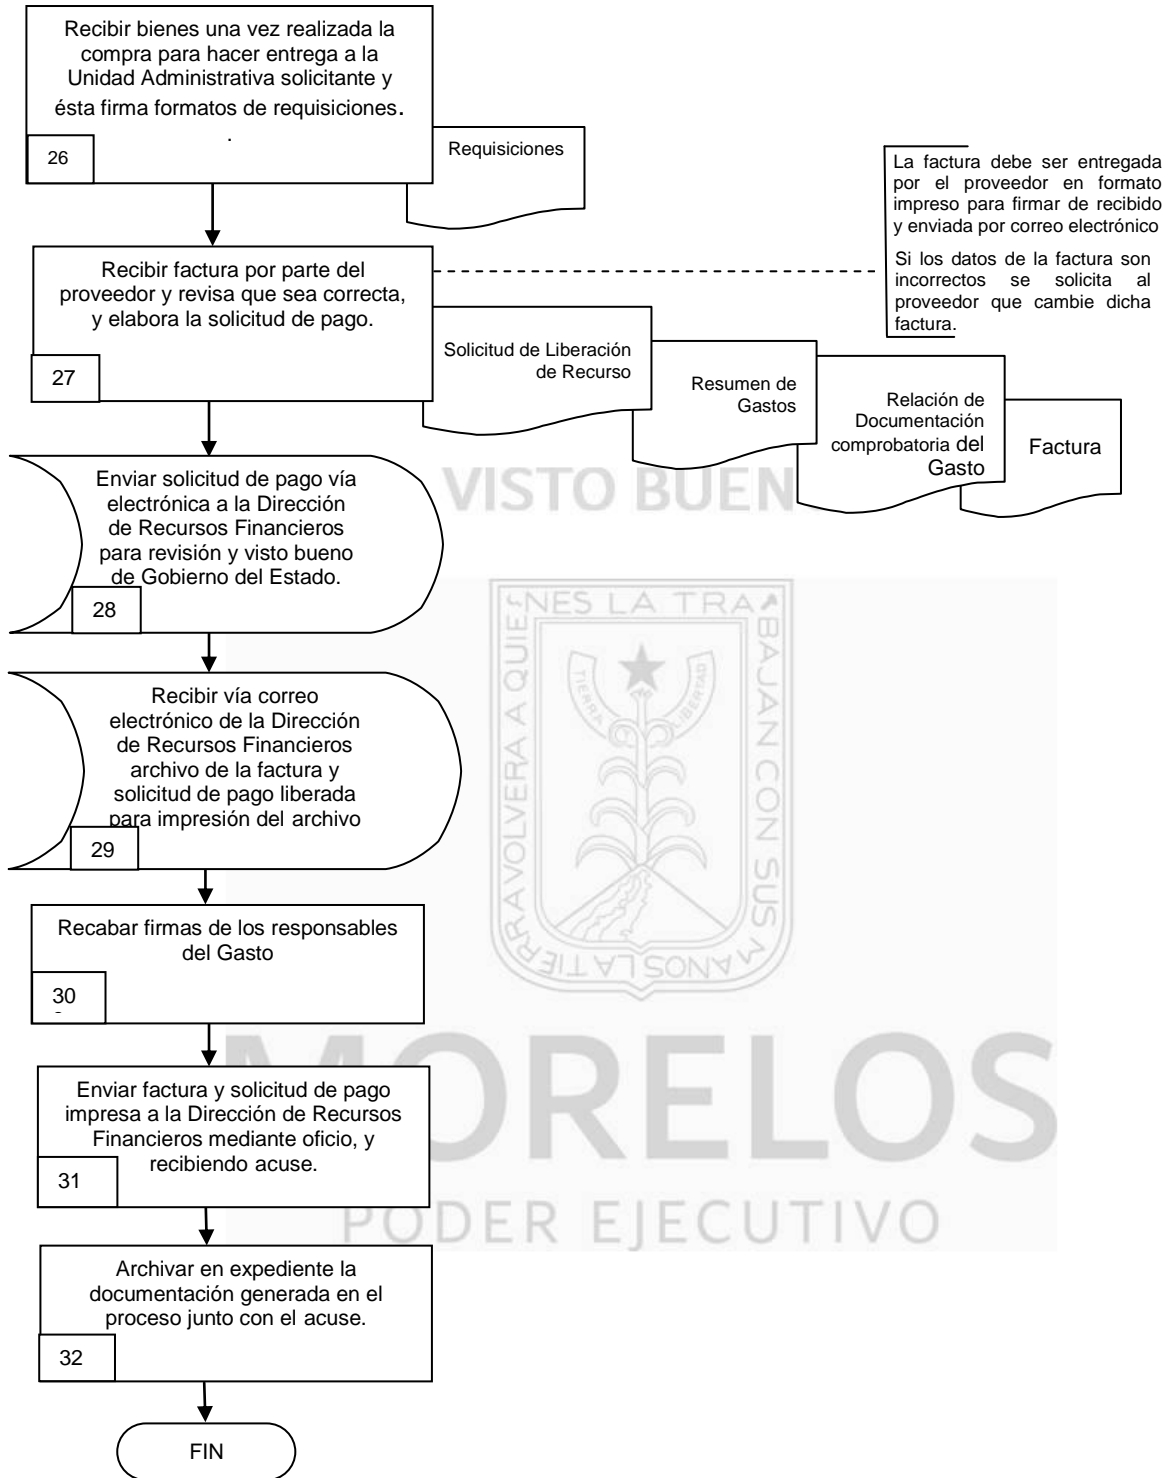 Recibir bienes una vez realizada la
compra para hacer entrega a la
Unidad Administrativa solicitante y
ésta firma formatos de requisiciones.
.
26
Requisiciones
La factura debe ser entregada
por el proveedor en formato
impreso para firmar de recibido
y enviada por correo electrónico
Si los datos de la factura son
incorrectos se solicita al
proveedor que cambie dicha
factura.
Recibir factura por parte del
proveedor y revisa que sea correcta,
y elabora la solicitud de pago.
27
Solicitud de Liberación
de Recurso
Resumen de
Gastos
Relación de
Documentación
comprobatoria del
Gasto
Factura
VISTO BUEN
Enviar solicitud de pago vía
electrónica a la Dirección
de Recursos Financieros
para revisión y visto bueno
de Gobierno del Estado.
28
Recibir vía correo
electrónico de la Dirección
de Recursos Financieros
archivo de la factura y
solicitud de pago liberada
para impresión del archivo
29
LA TIERRA VOLVERA A QUIENES LA TRABAJAN CON SUS MANOS
TIERRA
LIBERTAD
Recabar firmas de los responsables
del Gasto
30
MORELOS
PODER EJECUTIVO
Enviar factura y solicitud de pago
impresa a la Dirección de Recursos
Financieros mediante oficio, y
recibiendo acuse.
31
Archivar en expediente la
documentación generada en el
proceso junto con el acuse.
32
FIN